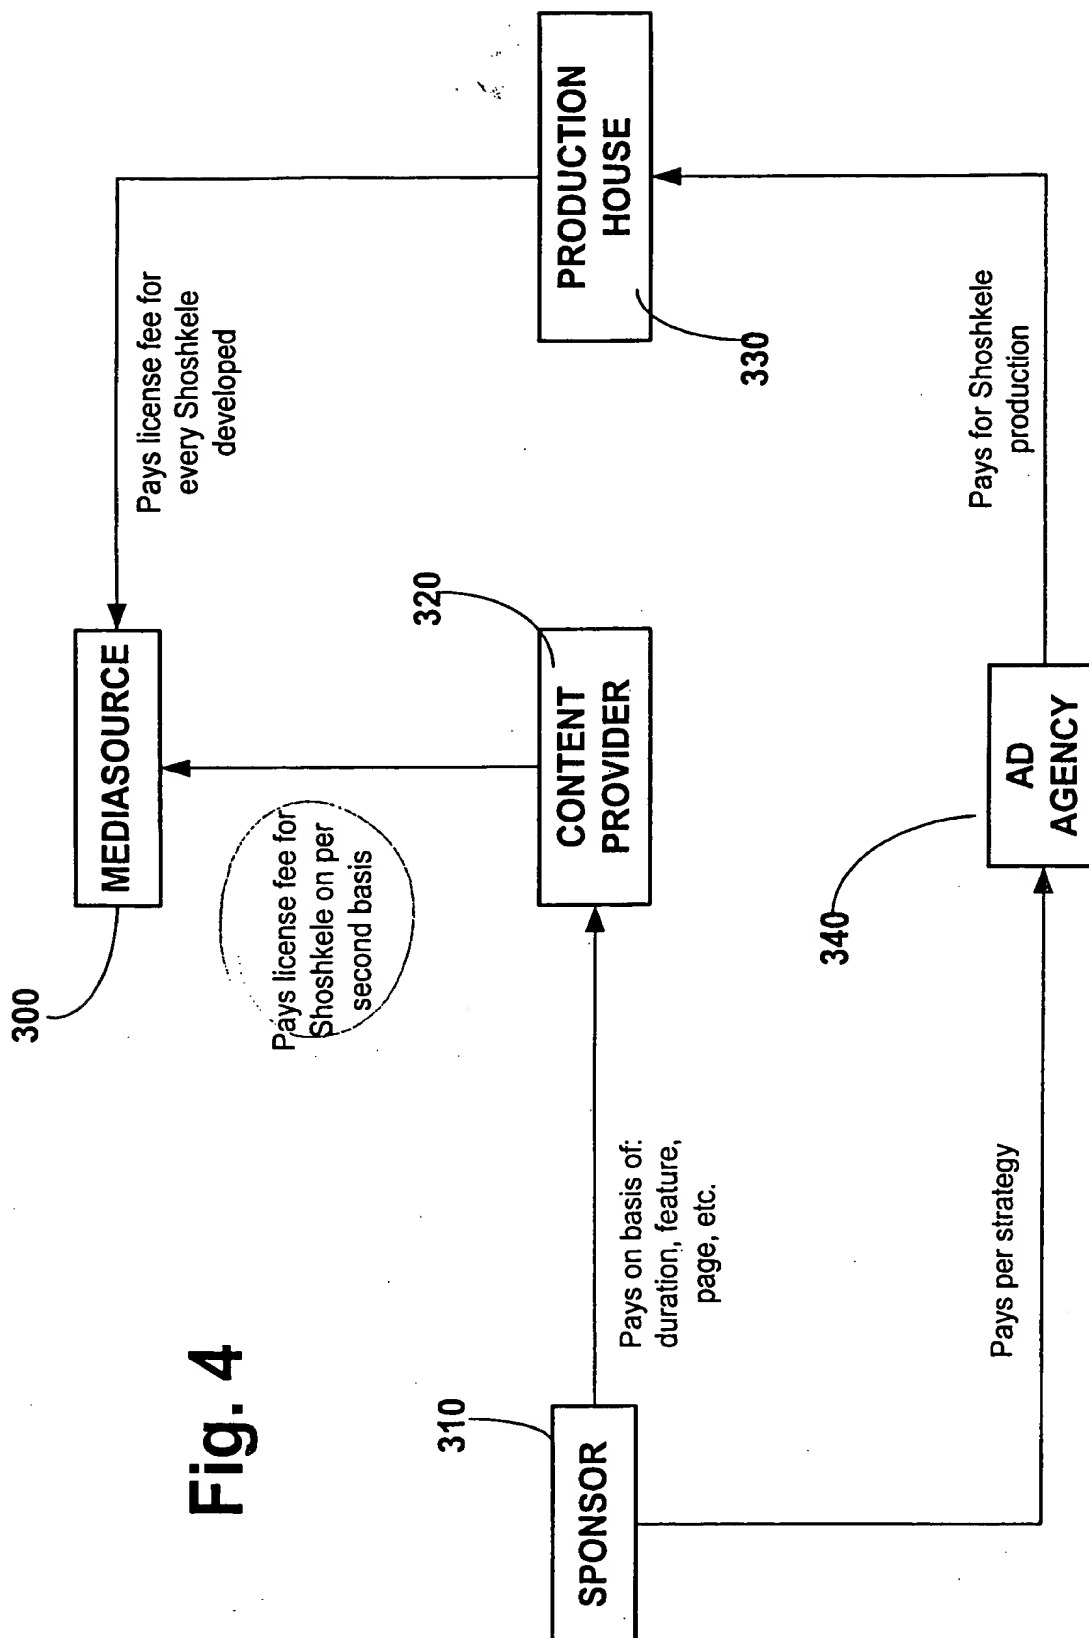 Fig. 4
300
MEDIASOURCE
Pays license fee for
every Shoshkele
developed
Pays license fee for
Shoshkele on per
second basis
320
310
SPONSOR
Pays on basis of:
duration, feature,
page, etc.
CONTENT
PROVIDER
PRODUCTION
HOUSE
330
340
Pays per strategy
AD
AGENCY
Pays for Shoshkele
production